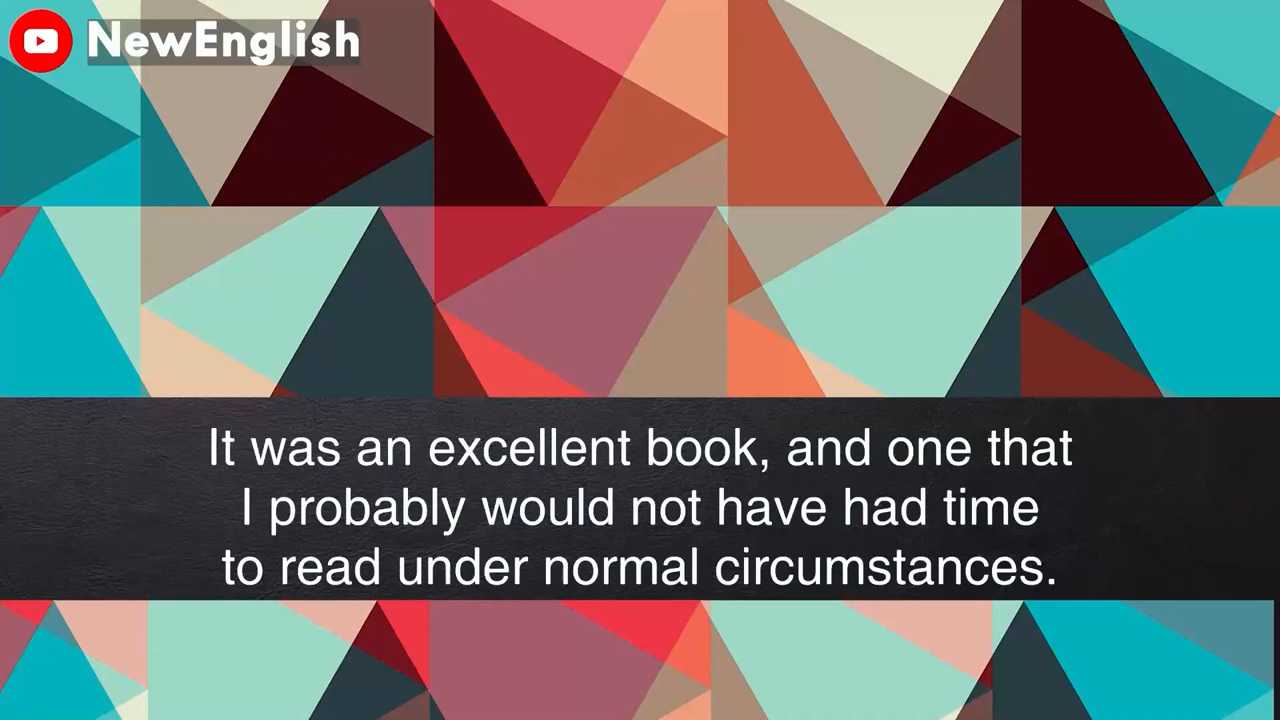 NewEnglish
It was an excellent book, and one that
I probably would not have had time
to read under normal circumstances.